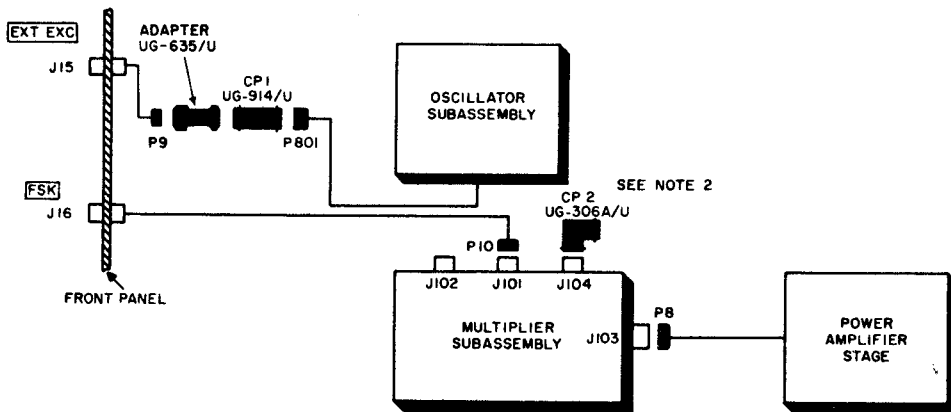 EXT EXC
J15
ADAPTER
UG-635/U
CP1
UG-914/U
P9
P801
OSCILLATOR
SUBASSEMBLY
FSK
J16
FRONT PANEL
SEE NOTE 2
CP 2
UG-306A/U
P10
J102
J101
J104
MULTIPLIER
SUBASSEMBLY
J103
P8
POWER
AMPLIFIER
STAGE